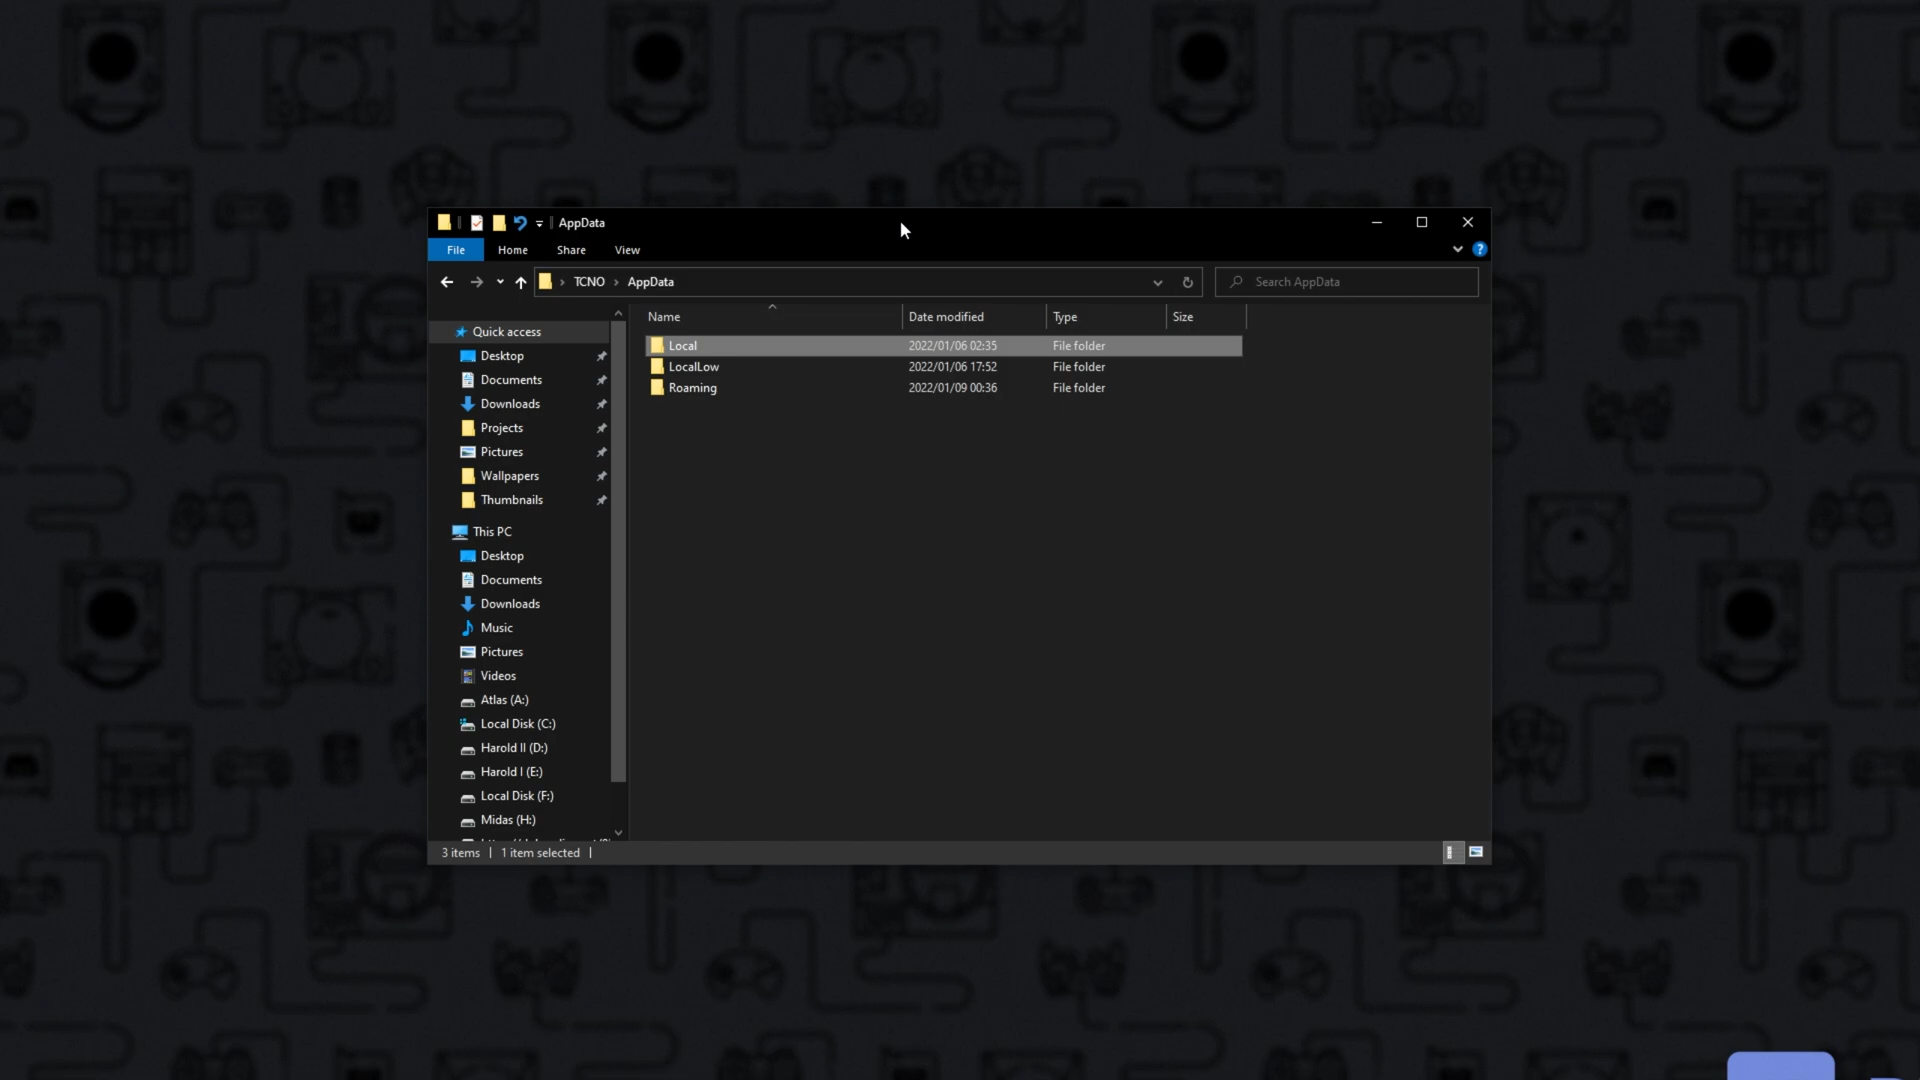 AppData
File Home Share View
TCNO AppData
Search AppData
Name Date modified Type Size
Quick access
Desktop
Documents
Downloads
Projects
Pictures
Wallpapers
Thumbnails
This PC
Desktop
Documents
Downloads
Music
Pictures
Videos
Atlas (A:)
Local Disk (C:)
Harold II (D:)
Harold I (E:)
Local Disk (F:)
Midas (H:)
Local 2022/01/06 02:35 File folder
LocalLow 2022/01/06 17:52 File folder
Roaming 2022/01/09 00:36 File folder
3 items 1 item selected